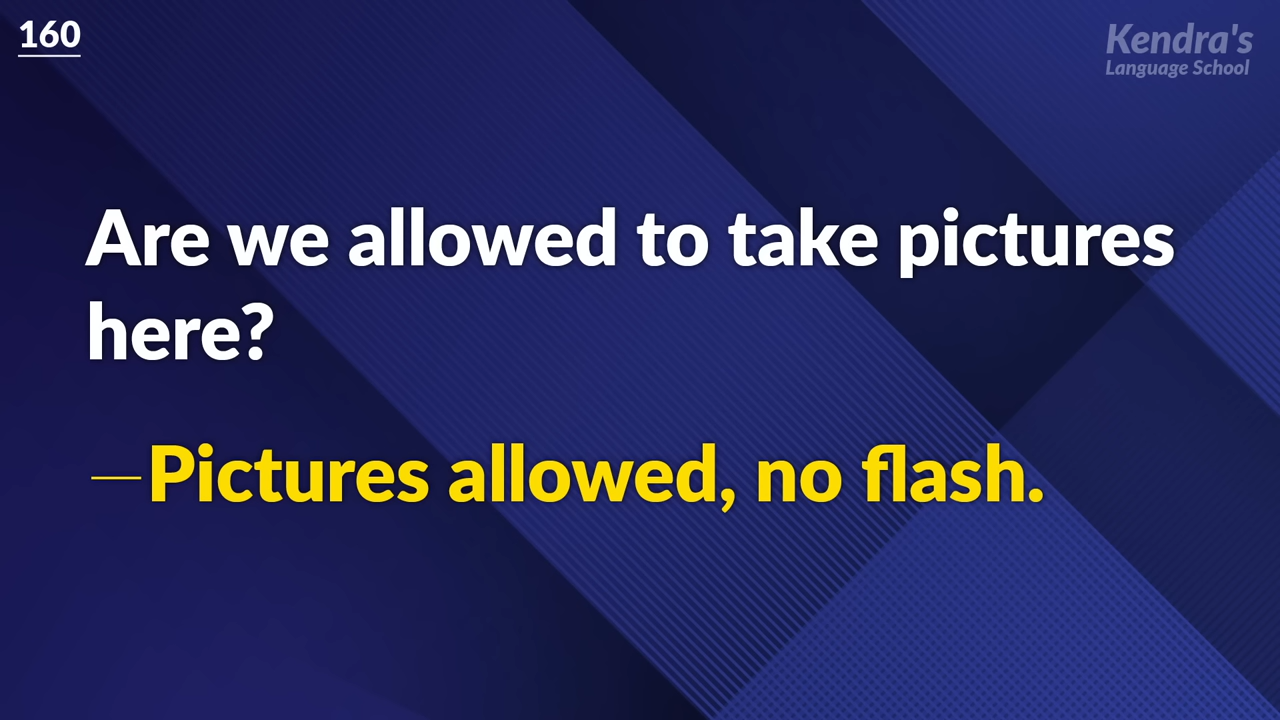 160
Kendra's
Language School
Are we allowed to take pictures
here?
—Pictures allowed, no flash.